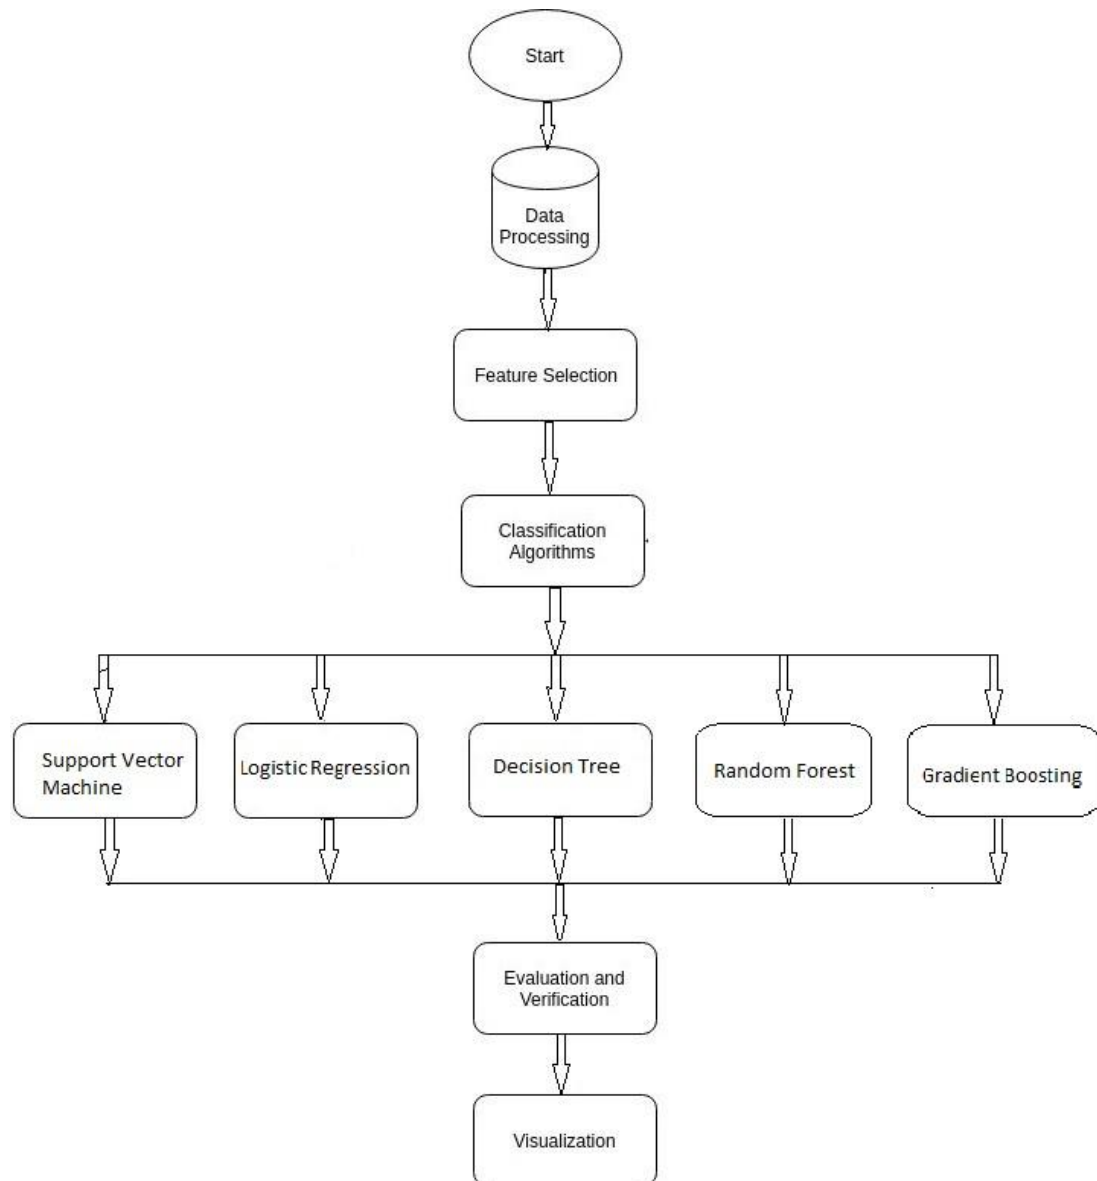 Start
Data
Processing
Feature Selection
Classification
Algorithms
Support Vector
Machine
Logistic Regression
Decision Tree
Random Forest
Gradient Boosting
Evaluation and
Verification
Visualization